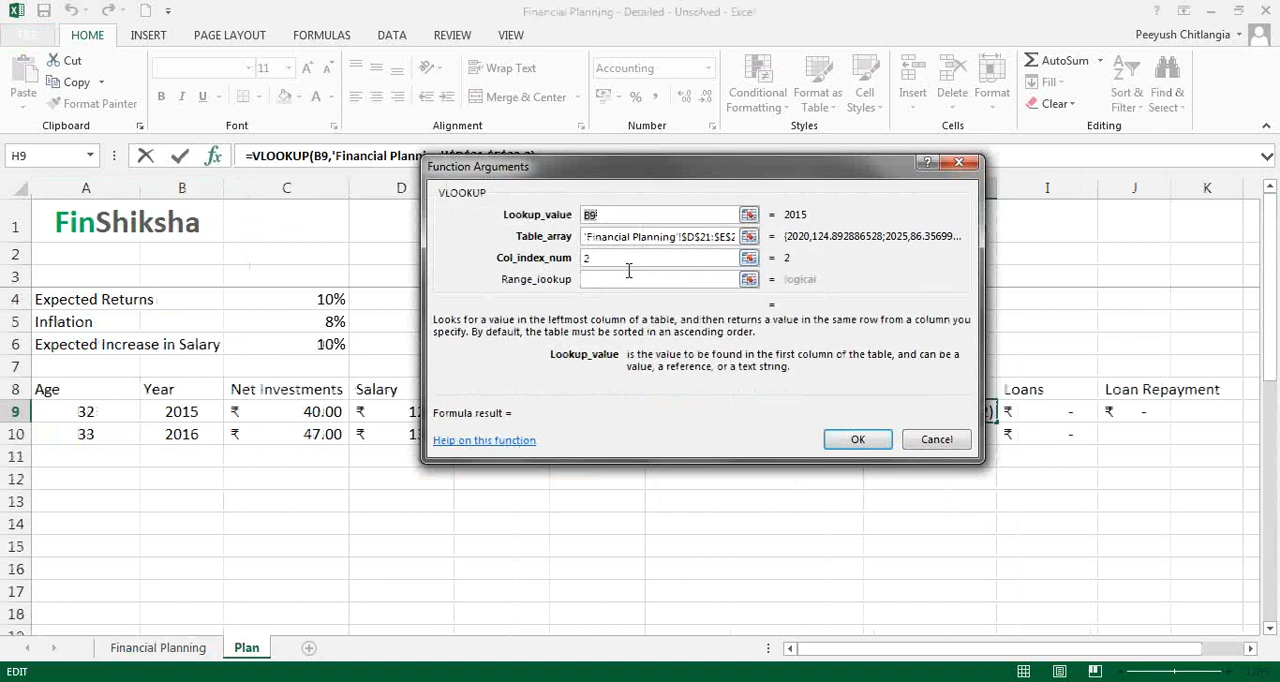 Financial Planning - Detailed - Unsolved - Excel
HOME INSERT PAGE LAYOUT FORMULAS DATA REVIEW VIEW
Peeyush Chitlangia
Paste
Cut
Copy
Format Painter
Clipboard
11
A A
B I U
A
Font
Wrap Text
Merge & Center
Alignment
Accounting
%
Number
Conditional Formatting
Format as Table
Cell Styles
Styles
Insert Delete Format
Cells
AutoSum
Fill
Clear
Sort & Filter
Find & Select
Editing
H9
fx
=VLOOKUP(B9,'Financial
A B C D I J K
1 FinShiksha
2
3
4 Expected Returns 10%
5 Inflation 8%
6 Expected Increase in Salary 10%
7
8 Age Year Net Investments Salary Loans Loan Repayment
9 32 2015 ₹ 40.00 ₹ ₹ - ₹ -
10 33 2016 ₹ 47.00 ₹ ₹ -
11
12
13
14
15
16
17
18
Function Arguments
VLOOKUP
Lookup_value B9 = 2015
Table_array 'Financial Planning'!$D$21:$E$2 = {2020,124.892886528;2025,86.35699...
Col_index_num 2 = 2
Range_lookup = logical
=
Looks for a value in the leftmost column of a table, and then returns a value in the same row from a column you
specify. By default, the table must be sorted in an ascending order.
Lookup_value is the value to be found in the first column of the table, and can be a
value, a reference, or a text string.
Formula result =
Help on this function
OK Cancel
Financial Planning Plan
EDIT